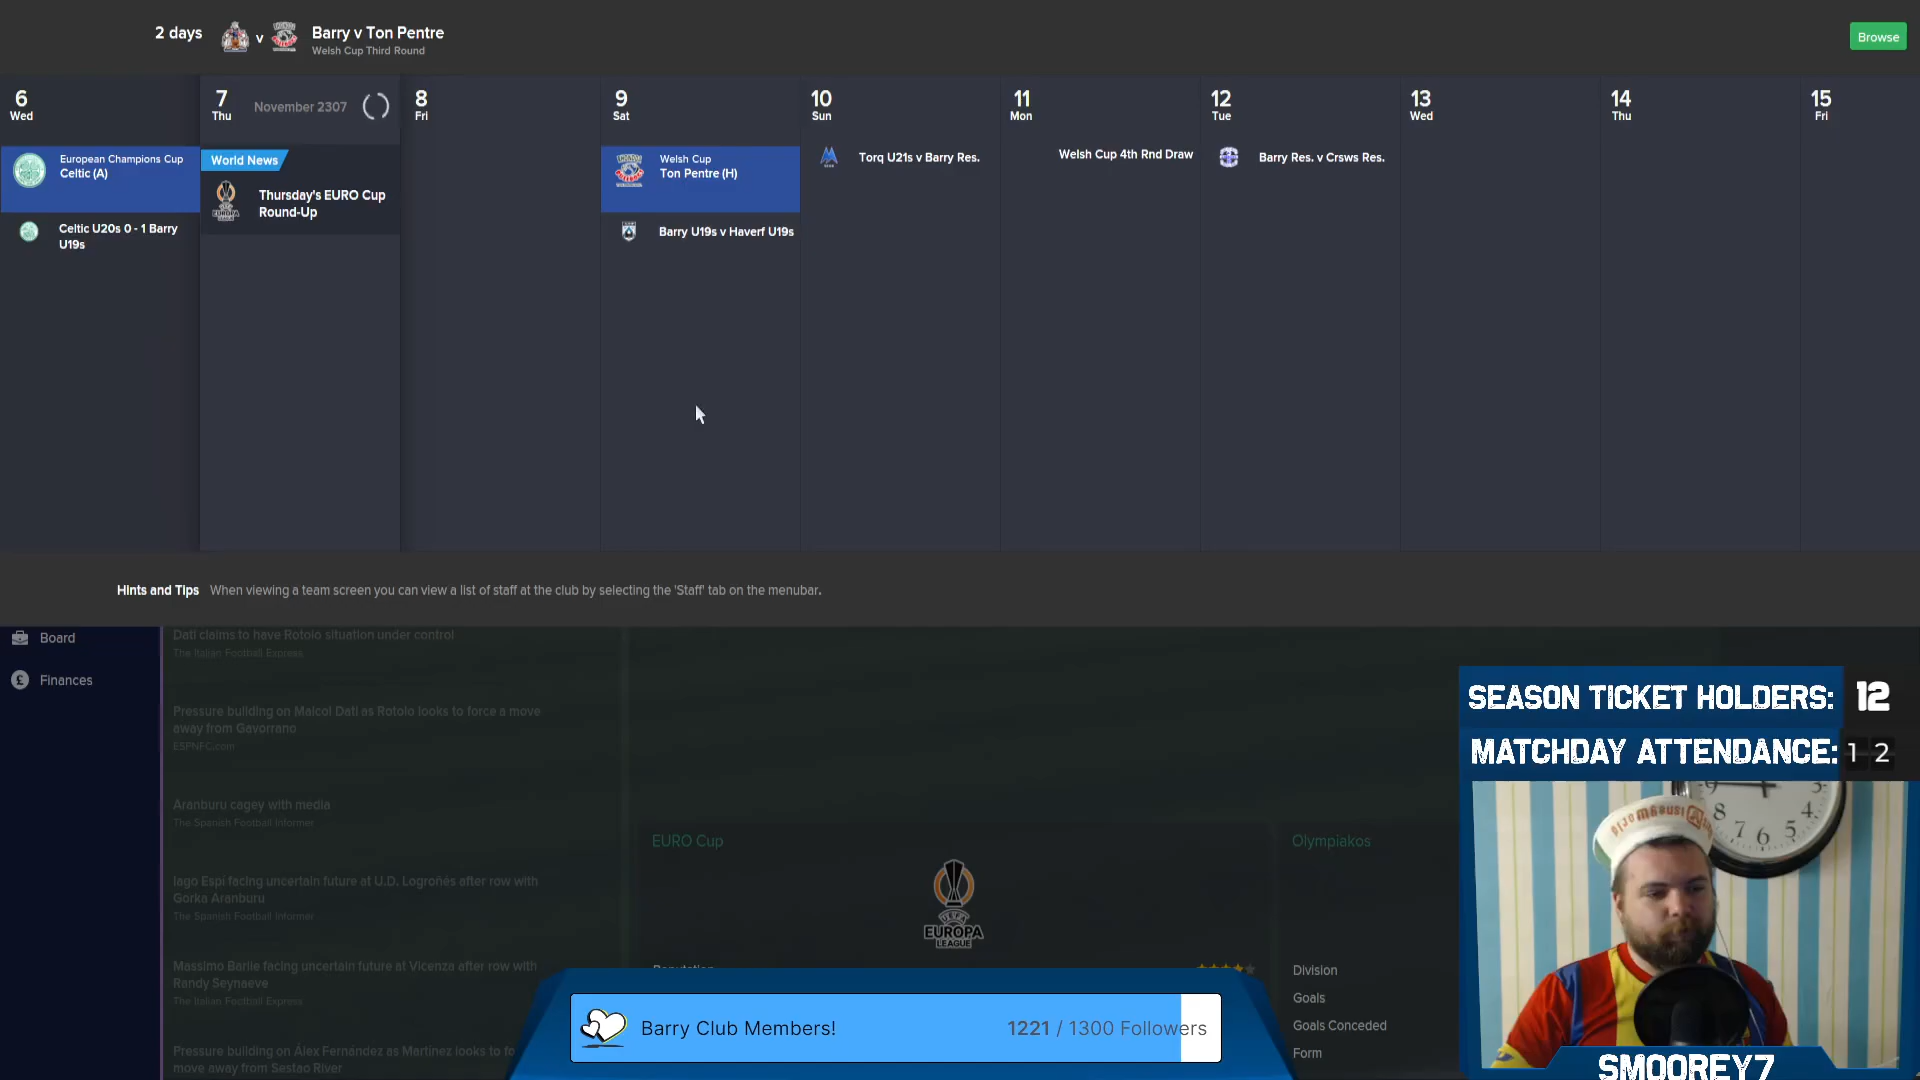 2 days
v
Barry v Ton Pentre
Welsh Cup Third Round
Browse
6
Wed
7
Thu
November 2307
8
Fri
9
Sat
10
Sun
11
Mon
12
Tue
13
Wed
14
Thu
15
Fri
European Champions Cup
Celtic (A)
Celtic U20s 0 - 1 Barry
U19s
World News
Thursday's EURO Cup
Round-Up
Welsh Cup
Ton Pentre (H)
Barry U19s v Haverf U19s
Torq U21s v Barry Res.
Welsh Cup 4th Rnd Draw
Barry Res. v Crsws Res.
Hints and Tips When viewing a team screen you can view a list of staff at the club by selecting the 'Staff' tab on the menubar.
Board
Finances
Dati claims to have Rotolo situation under control
The Italian Football Express
Pressure building on Maicol Dati as Rotolo looks to force a move
away from Gavorrano
ESPNFC.com
Aranburu cagey with media
The Spanish Football Informer
Iago Espi facing uncertain future at U.D. Logroñés after row with
Gorka Aranburu
The Spanish Football Informer
Massimo Barile facing uncertain future at Vicenza after row with
Randy Seynaeve
The Italian Football Express
Pressure building on Álex Fernández as Martínez looks to fo
move away from Sestao River
EURO Cup
EUROPA
LEAGUE
Reputation
Olympiakos
Division
Goals
Goals Conceded
Form
SEASON TICKET HOLDERS: 12
MATCHDAY ATTENDANCE: 12
Barry Club Members!
1221 / 1300 Followers
SMOOREY7